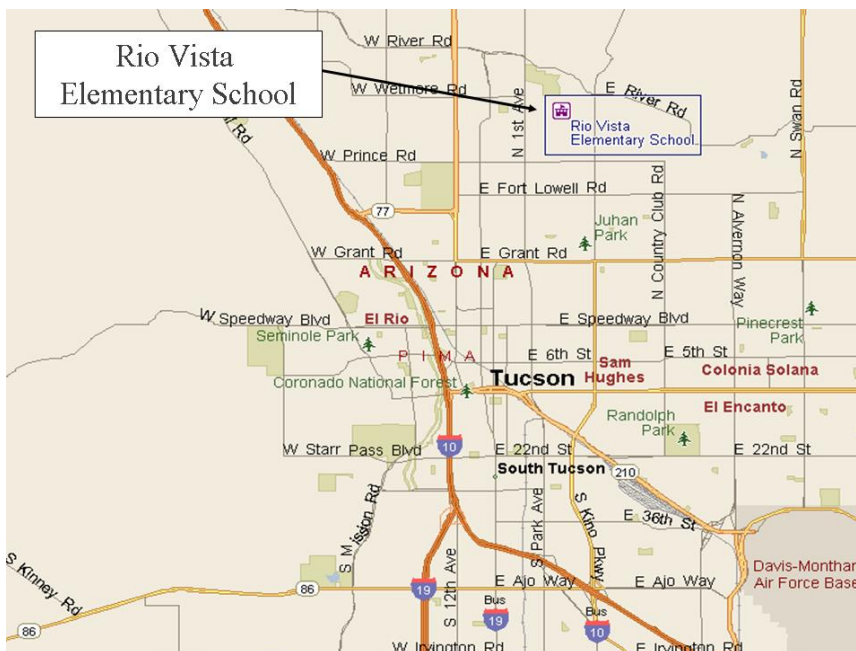 W River Rd
Rio Vista
Elementary School
W Wetmore Rd
E River Rd
N 1st Ave
N Swan Rd
Rio Vista
Elementary School
W Prince Rd
E Fort Lowell Rd
77
Juhan
Park
N Country Club Rd
N Alvernon Way
W Grant Rd
E Grant Rd
ARIZONA
W Speedway Blvd
El Rio
E Speedway Blvd
Pinecrest
Park
Seminole Park
PIMA
E 6th St
E 5th St
Sam
Hughes
Colonia Solana
Coronado National Forest
Tucson
El Encanto
Randolph
Park
W Starr Pass Blvd
10
E 22nd St
E 22nd St
South Tucson
210
S Mission Rd
S Park Ave
S Kino Pkwy
E 36th St
Davis-Monthan
Air Force Base
S Kinney Rd
86
19
S 12th Ave
E Ajo Way
E Ajo Way
Bus
19
Bus
10
86
W Irvington Rd
E Irvington Rd